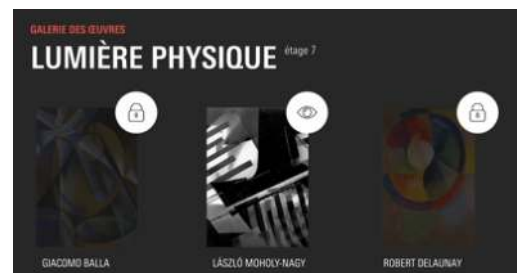 GALERIE DES ŒUVRES
LUMIÈRE PHYSIQUE étage 7
GIACOMO BALLA
LÁSZLÓ MOHOLY-NAGY
ROBERT DELAUNAY